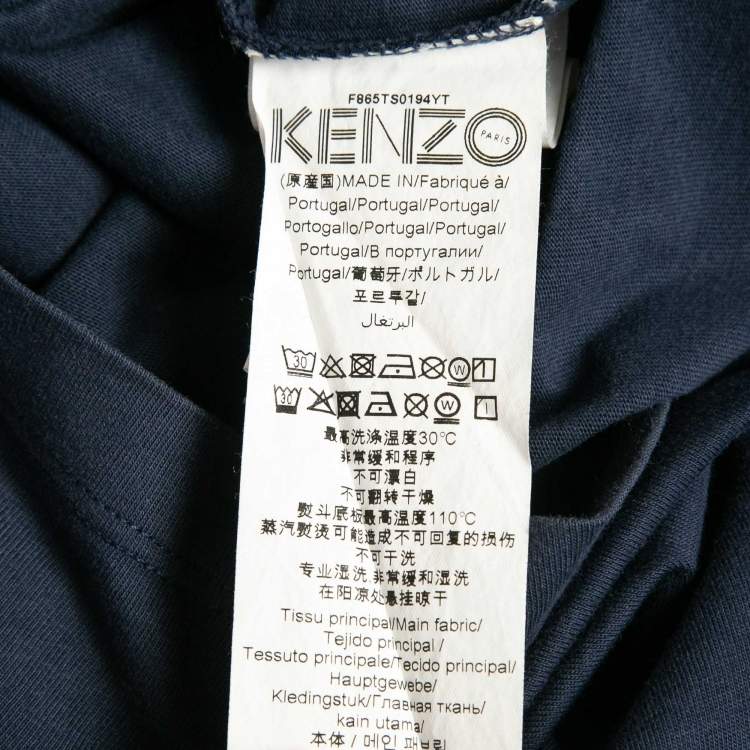 F865TS0194YT
KENZO
PARIS
(原産国)MADE IN/Fabriqué à/
Portugal/Portugal/Portugal/
Portogallo/Portugal/Portugal/
Portugal/В португалии/
Portugal/葡萄牙/ポルトガル/
포르투갈/
البرتغال
30 W
30 W
最高洗涤温度30℃
非常缓和程序
不可漂白
不可翻转干燥
熨斗底板最高温度110℃
蒸汽熨烫可能造成不可回复的损伤
不可干洗
专业湿洗 非常缓和湿洗
在阴凉处悬挂晾干
Tissu principal/Main fabric/
Tejido principal /
Tessuto principale/Tecido principal/
Hauptgewebe/
Kledingstuk/Главная ткань/
kain utama/
本体 / 메인 패브릭